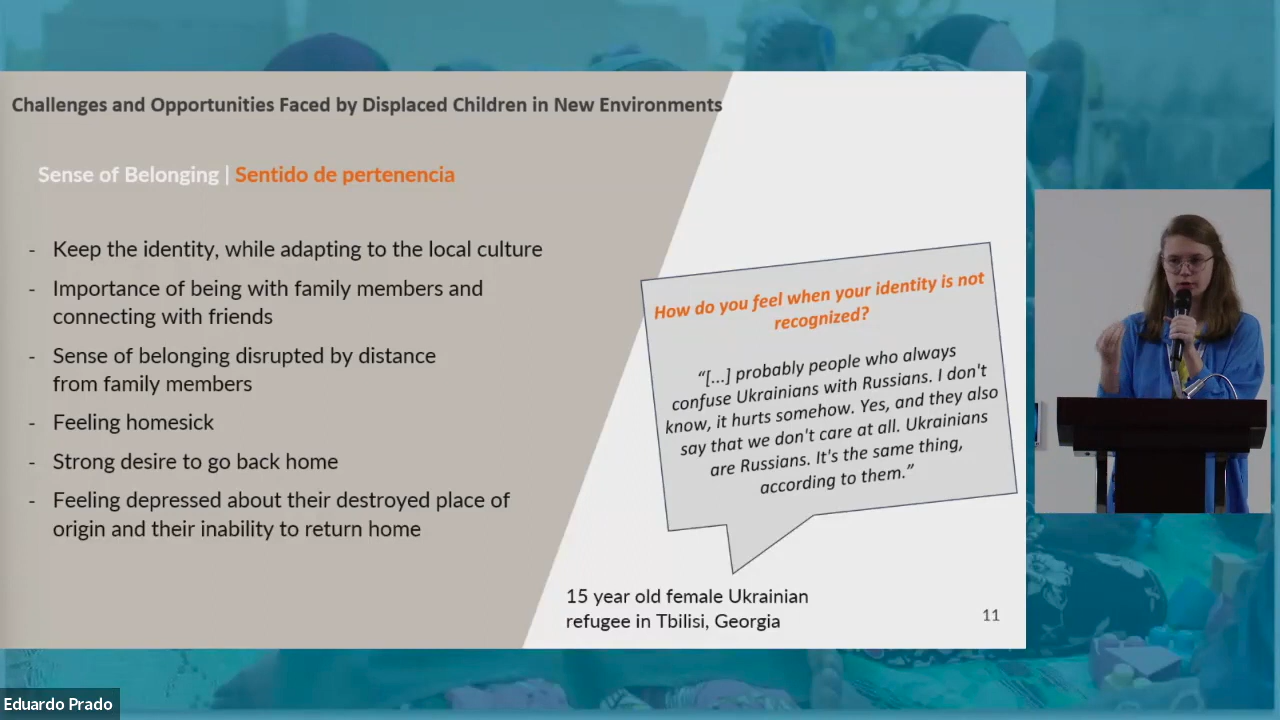 Challenges and Opportunities Faced by Displaced Children in New Environments
Sense of Belonging | Sentido de pertenencia
- Keep the identity, while adapting to the local culture
- Importance of being with family members and
connecting with friends
- Sense of belonging disrupted by distance
from family members
- Feeling homesick
- Strong desire to go back home
- Feeling depressed about their destroyed place of
origin and their inability to return home
How do you feel when your identity is not
recognized?
“[...] probably people who always
confuse Ukrainians with Russians. I don't
know, it hurts somehow. Yes, and they also
say that we don't care at all. Ukrainians
are Russians. It's the same thing,
according to them.”
15 year old female Ukrainian
refugee in Tbilisi, Georgia
11
Eduardo Prado